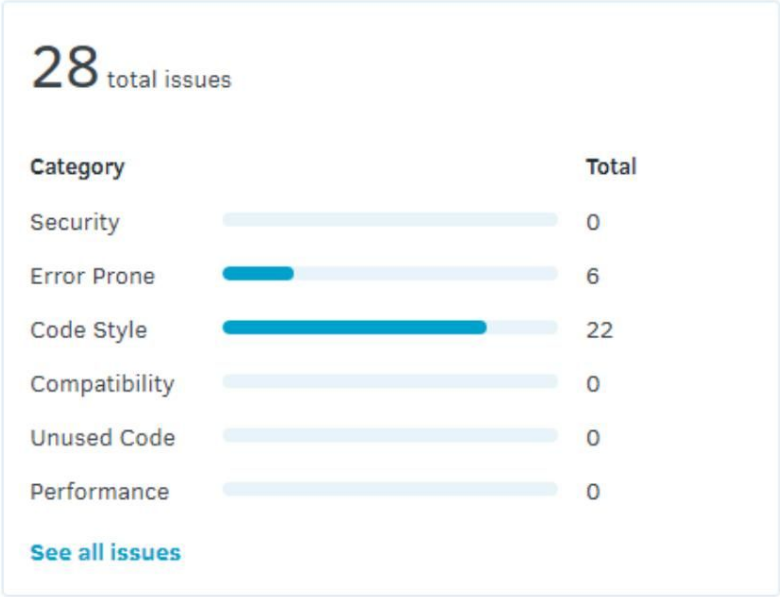 28 total issues
Category Total
Security 0
Error Prone 6
Code Style 22
Compatibility 0
Unused Code 0
Performance 0
See all issues